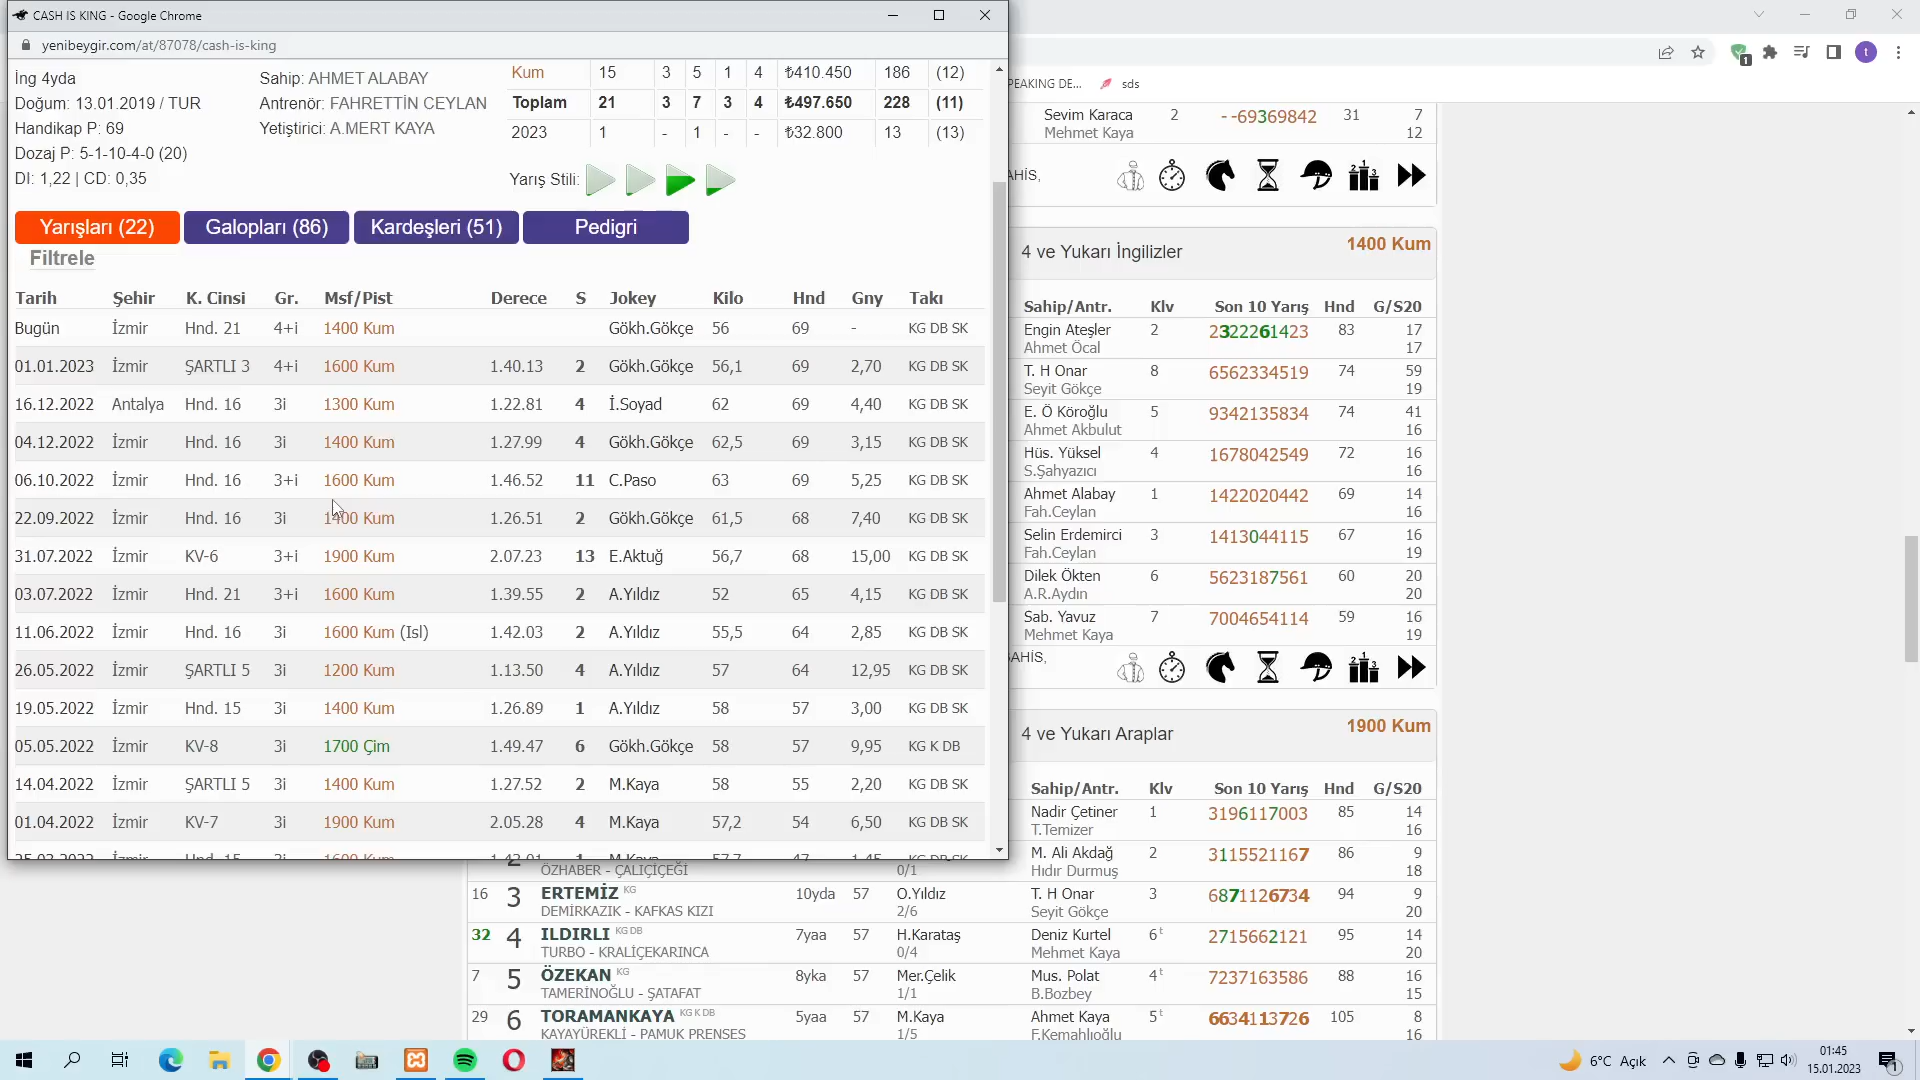 CASH IS KING - Google Chrome
yenibeygir.com/at/87078/cash-is-king
İng 4yda
Doğum: 13.01.2019 / TUR
Handikap P: 69
Dozaj P: 5-1-10-4-0 (20)
DI: 1,22 | CD: 0,35
Sahip: AHMET ALABAY
Antrenör: FAHRETTİN CEYLAN
Yetiştirici: A.MERT KAYA
Kum 15 3 5 1 4 ₺410.450 186 (12)
Toplam 21 3 7 3 4 ₺497.650 228 (11)
2023 1 - 1 - - ₺32.800 13 (13)
Yarış Stili:
Yarışları (22) Galopları (86) Kardeşleri (51) Pedigri
Filtrele
Tarih Şehir K. Cinsi Gr. Msf/Pist Derece S Jokey Kilo Hnd Gny Takı
Bugün İzmir Hnd. 21 4+i 1400 Kum Gökh.Gökçe 56 69 - KG DB SK
01.01.2023 İzmir ŞARTLI 3 4+i 1600 Kum 1.40.13 2 Gökh.Gökçe 56,1 69 2,70 KG DB SK
16.12.2022 Antalya Hnd. 16 3i 1300 Kum 1.22.81 4 İ.Soyad 62 69 4,40 KG DB SK
04.12.2022 İzmir Hnd. 16 3i 1400 Kum 1.27.99 4 Gökh.Gökçe 62,5 69 3,15 KG DB SK
06.10.2022 İzmir Hnd. 16 3+i 1600 Kum 1.46.52 11 C.Paso 63 69 5,25 KG DB SK
22.09.2022 İzmir Hnd. 16 3i 1400 Kum 1.26.51 2 Gökh.Gökçe 61,5 68 7,40 KG DB SK
31.07.2022 İzmir KV-6 3+i 1900 Kum 2.07.23 13 E.Aktuğ 56,7 68 15,00 KG DB SK
03.07.2022 İzmir Hnd. 21 3+i 1600 Kum 1.39.55 2 A.Yıldız 52 65 4,15 KG DB SK
11.06.2022 İzmir Hnd. 16 3i 1600 Kum (Isl) 1.42.03 2 A.Yıldız 55,5 64 2,85 KG DB SK
26.05.2022 İzmir ŞARTLI 5 3i 1200 Kum 1.13.50 4 A.Yıldız 57 64 12,95 KG DB SK
19.05.2022 İzmir Hnd. 15 3i 1400 Kum 1.26.89 1 A.Yıldız 58 57 3,00 KG DB SK
05.05.2022 İzmir KV-8 3i 1700 Çim 1.49.47 6 Gökh.Gökçe 58 57 9,95 KG K DB
14.04.2022 İzmir ŞARTLI 5 3i 1400 Kum 1.27.52 2 M.Kaya 58 55 2,20 KG DB SK
01.04.2022 İzmir KV-7 3i 1900 Kum 2.05.28 4 M.Kaya 57,2 54 6,50 KG DB SK
t
PEAKING DE... sds
Sevim Karaca 2 - -69369842 31 7
Mehmet Kaya 12
AHİS,
4 ve Yukarı İngilizler 1400 Kum
Sahip/Antr. Klv Son 10 Yarış Hnd G/S20
Engin Ateşler 2 2322261423 83 17
Ahmet Öcal 17
T. H Onar 8 6562334519 74 59
Seyit Gökçe 19
E. Ö Köroğlu 5 9342135834 74 41
Ahmet Akbulut 16
Hüs. Yüksel 4 1678042549 72 16
S.Şahyazıcı 16
Ahmet Alabay 1 1422020442 69 14
Fah.Ceylan 16
Selin Erdemirci 3 1413044115 67 16
Fah.Ceylan 19
Dilek Ökten 6 5623187561 60 20
A.R.Aydın 20
Sab. Yavuz 7 7004654114 59 16
Mehmet Kaya 19
AHİS,
4 ve Yukarı Araplar 1900 Kum
Sahip/Antr. Klv Son 10 Yarış Hnd G/S20
Nadir Çetiner 1 3196117003 85 14
T.Temizer 16
M. Ali Akdağ 2 3115521167 86 9
ÖZHABER - ÇALIÇİÇEĞİ 0/1 Hıdır Durmuş 18
16 3 ERTEMİZ KG 10yda 57 O.Yıldız T. H Onar 3 6871126734 94 9
DEMİRKAZIK - KAFKAS KIZI 2/6 Seyit Gökçe 20
32 4 ILDIRLI KG DB 7yaa 57 H.Karataş Deniz Kurtel 6 t 2715662121 95 14
TURBO - KRALİÇEKARINCA 0/4 Mehmet Kaya 20
7 5 ÖZEKAN KG 8yka 57 Mer.Çelik Mus. Polat 4 t 7237163586 88 16
TAMERİNOĞLU - ŞATAFAT 1/1 B.Bozbey 15
29 6 TORAMANKAYA KG K DB 5yaa 57 M.Kaya Ahmet Kaya 5 t 6634113726 105 8
KAYAYÜREKLİ - PAMUK PRENSES 1/5 F.Kemahlıoğlu 16
6°C Açık
01:45
15.01.2023